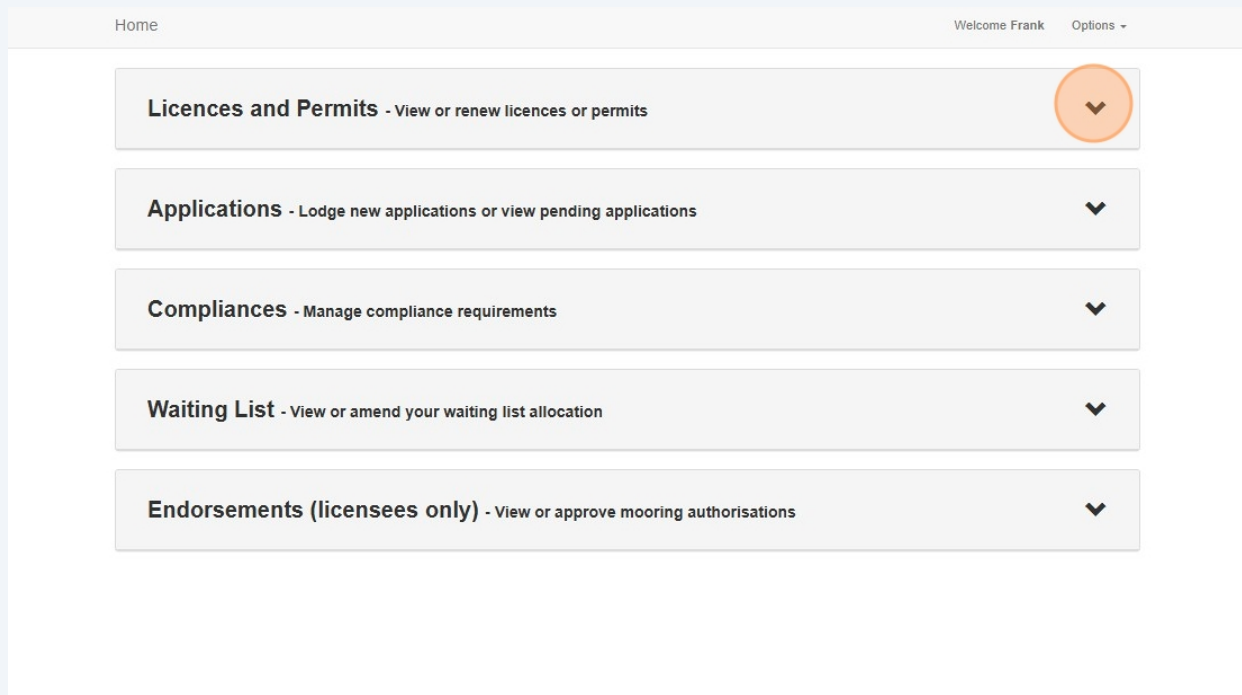 Home
Welcome Frank Options
Licences and Permits - View or renew licences or permits
Applications - Lodge new applications or view pending applications
Compliances - Manage compliance requirements
Waiting List - View or amend your waiting list allocation
Endorsements (licensees only) - View or approve mooring authorisations